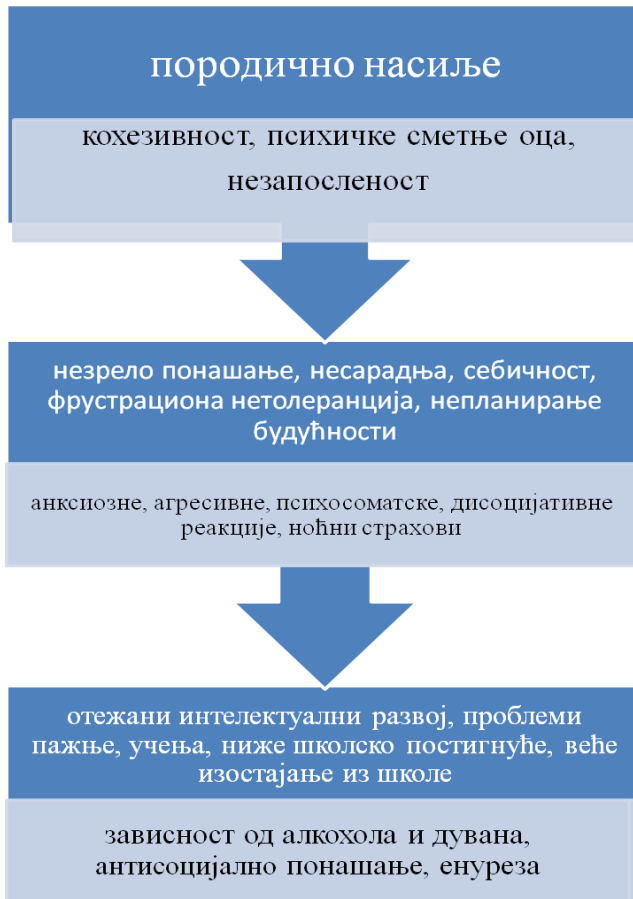 породично насиље
кохезивност, психичке сметње оца,
незапосленост
незрело понашање, несарадња, себичност,
фрустрациона нетолеранција, непланирање
будућности
анксиозне, агресивне, психосоматске, дисоцијативне
реакције, ноћни страхови
отежани интелектуални развој, проблеми
пажње, учења, ниже школско постигнуће, веће
изостајање из школе
зависност од алкохола и дувана,
антисоцијално понашање, енуреза